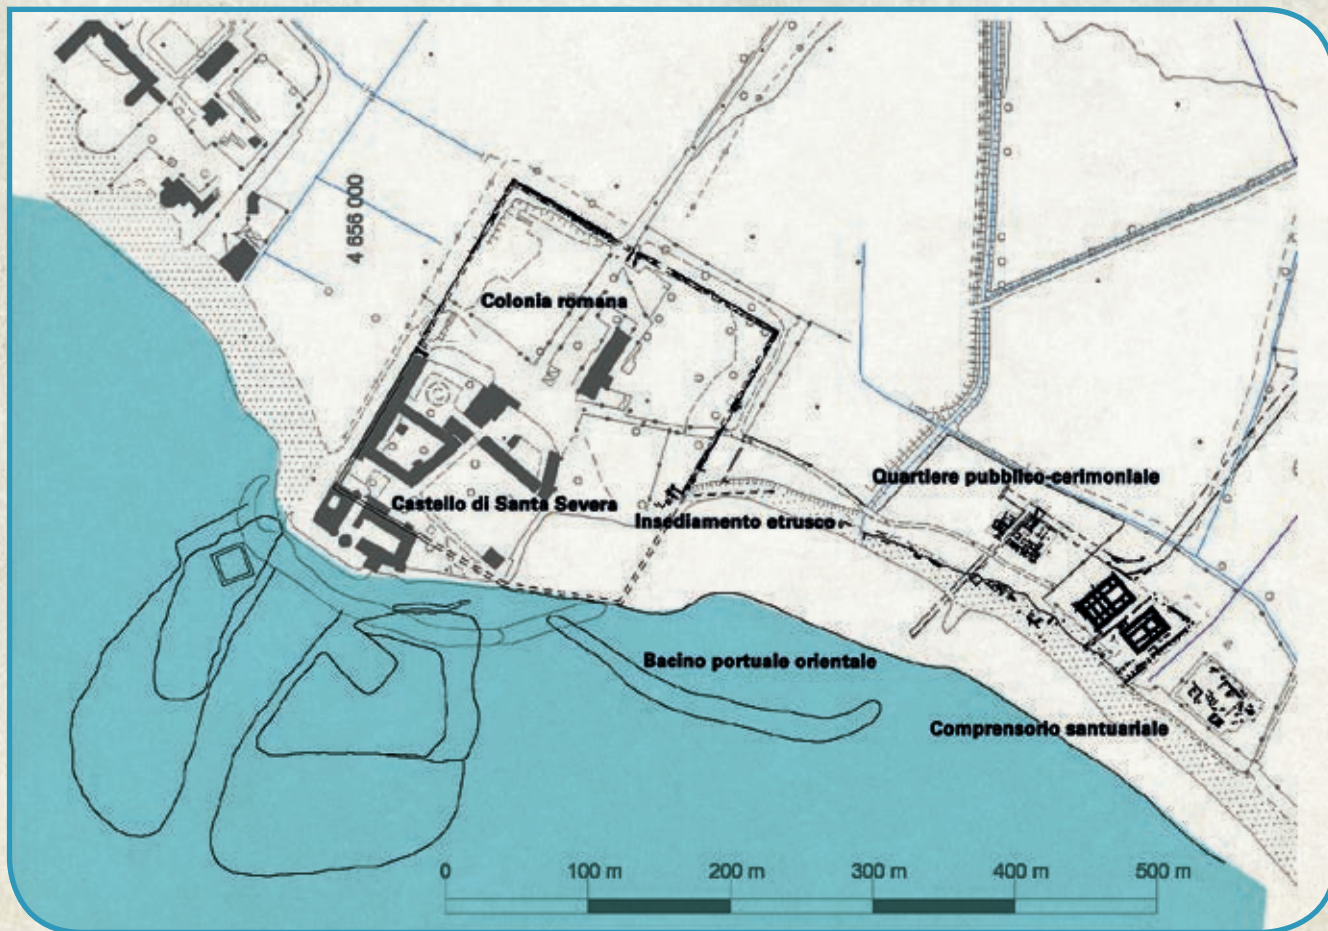 4 656 000
Colonia romana
Quartiere pubblico-cerimoniale
Castello di Santa Severa
Insediamento etrusco
Bacino portuale orientale
Comprensorio santuariale
0 100 m 200 m 300 m 400 m 500 m